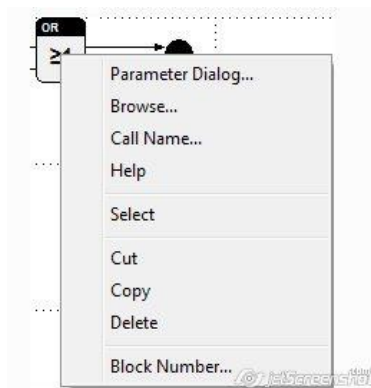 OR
≥1
Parameter Dialog...
Browse...
Call Name...
Help
Select
Cut
Copy
Delete
Block Number...
jetScreenshot